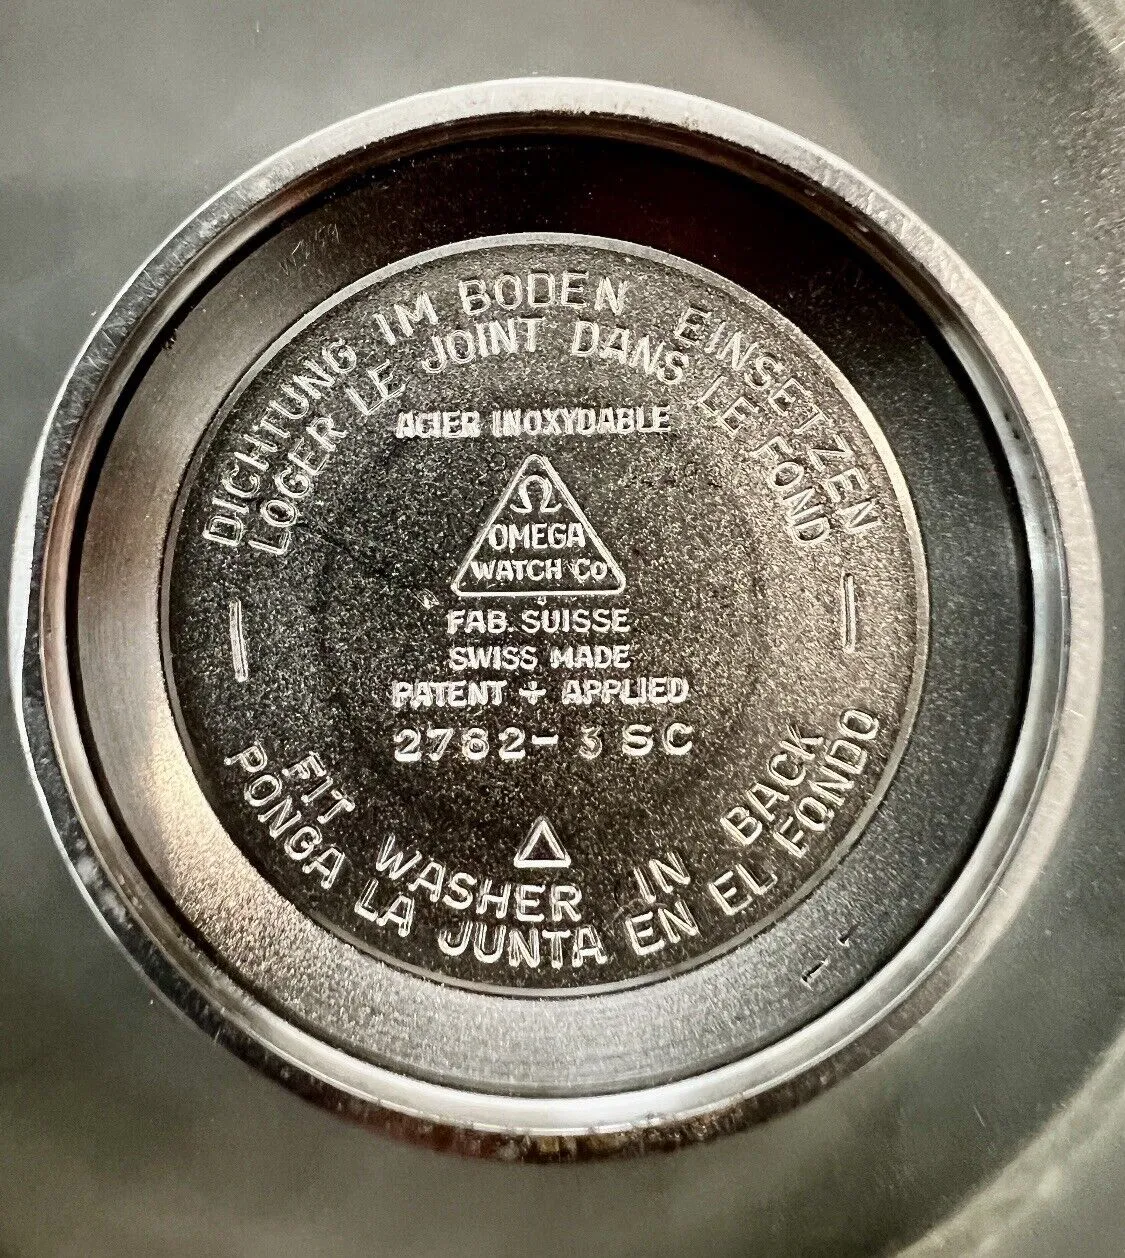 DICHTUNG IM BODEN EINSETZEN
LOGER LE JOINT DANS LE FOND
ACIER INOXYDABLE
Ω
OMEGA
WATCH Co
FAB. SUISSE
SWISS MADE
PATENT + APPLIED
2782-3 SC
FIT WASHER IN BACK
PONGA LA JUNTA EN EL FONDO